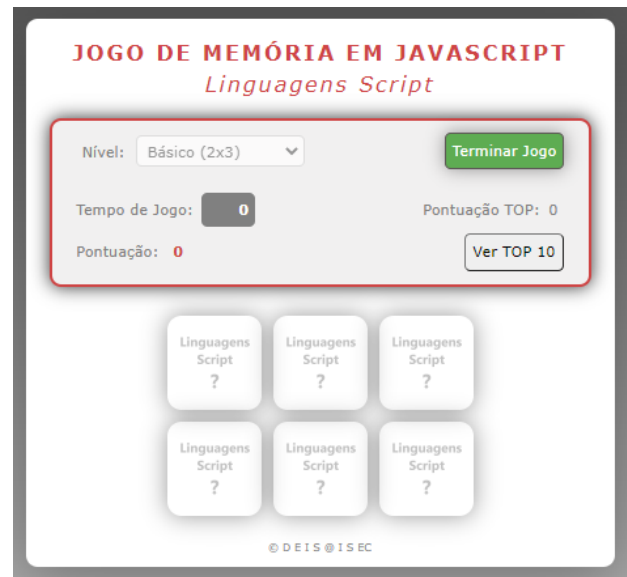 JOGO DE MEMÓRIA EM JAVASCRIPT
Linguagens Script
Nível: Básico (2x3) Terminar Jogo
Tempo de Jogo: 0 Pontuação TOP: 0
Pontuação: 0 Ver TOP 10
Linguagens Linguagens Linguagens
Script Script Script
? ? ?
Linguagens Linguagens Linguagens
Script Script Script
? ? ?
© D E I S @ I S E C